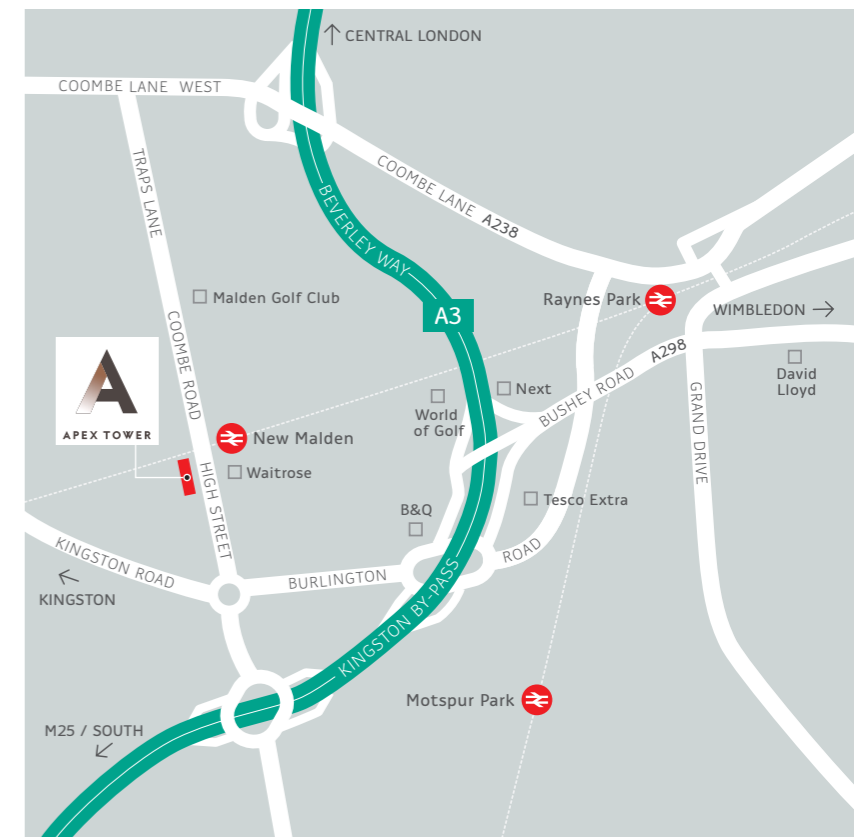 CENTRAL LONDON
COOMBE LANE WEST
TRAPS LANE
COOMBE LANE A238
BEVERLEY WAY
Malden Golf Club
Raynes Park
A3
WIMBLEDON
COOMBE ROAD
A
APEX TOWER
BUSHEY ROAD A298
David
Lloyd
Next
World
of Golf
GRAND DRIVE
New Malden
Waitrose
HIGH STREET
Tesco Extra
B&Q
KINGSTON ROAD
BURLINGTON
ROAD
KINGSTON
KINGSTON BY-PASS
Motspur Park
M25 / SOUTH